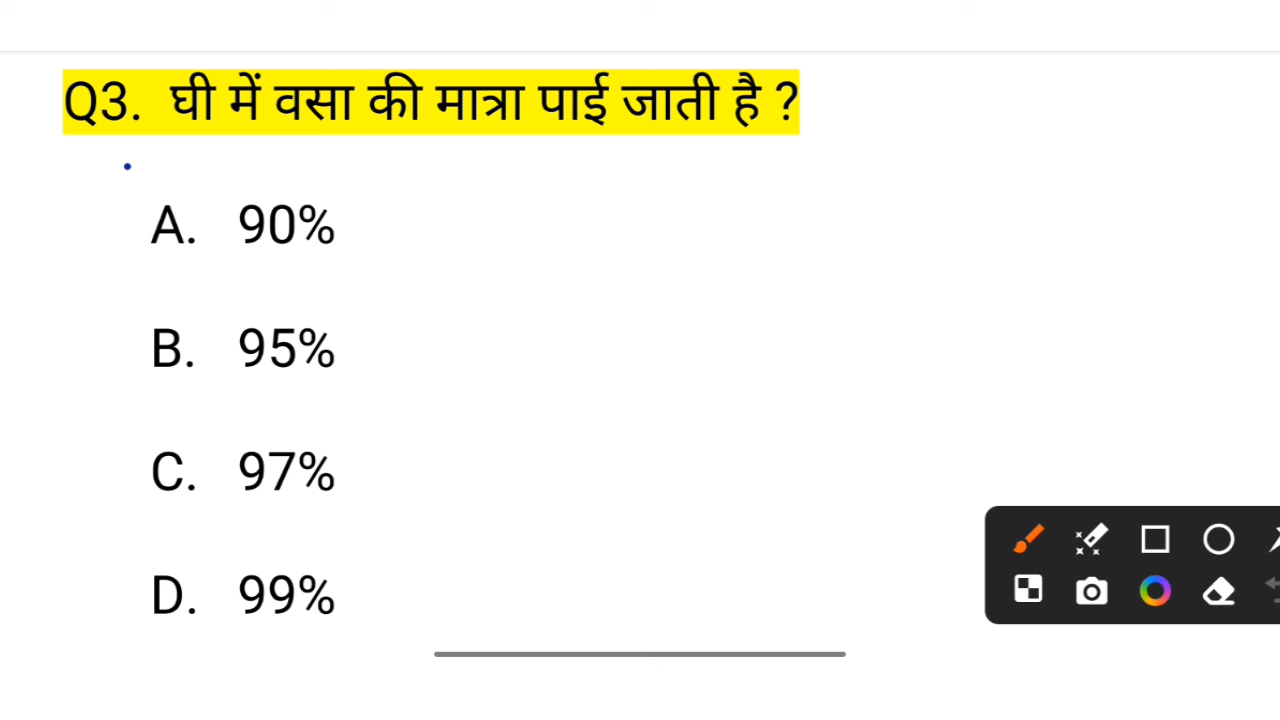 Q3. घी में वसा की मात्रा पाई जाती है ?
A. 90%
B. 95%
C. 97%
D. 99%